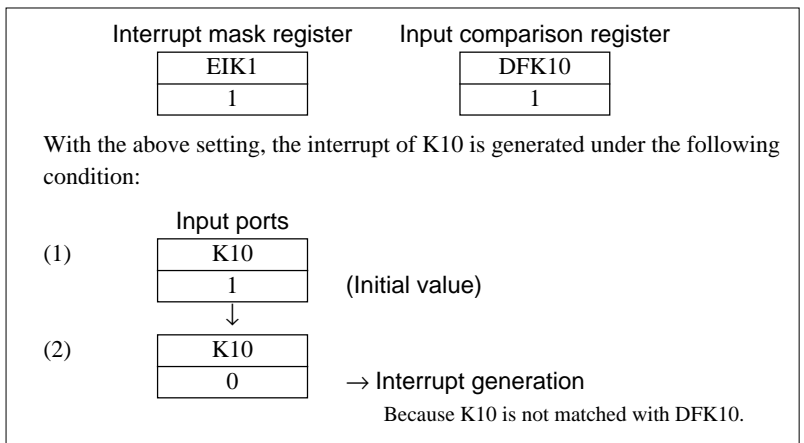 Interrupt mask register Input comparison register
EIK1 DFK10
1 1
With the above setting, the interrupt of K10 is generated under the following
condition:
Input ports
(1) K10
1 (Initial value)
↓
(2) K10
0 → Interrupt generation
Because K10 is not matched with DFK10.